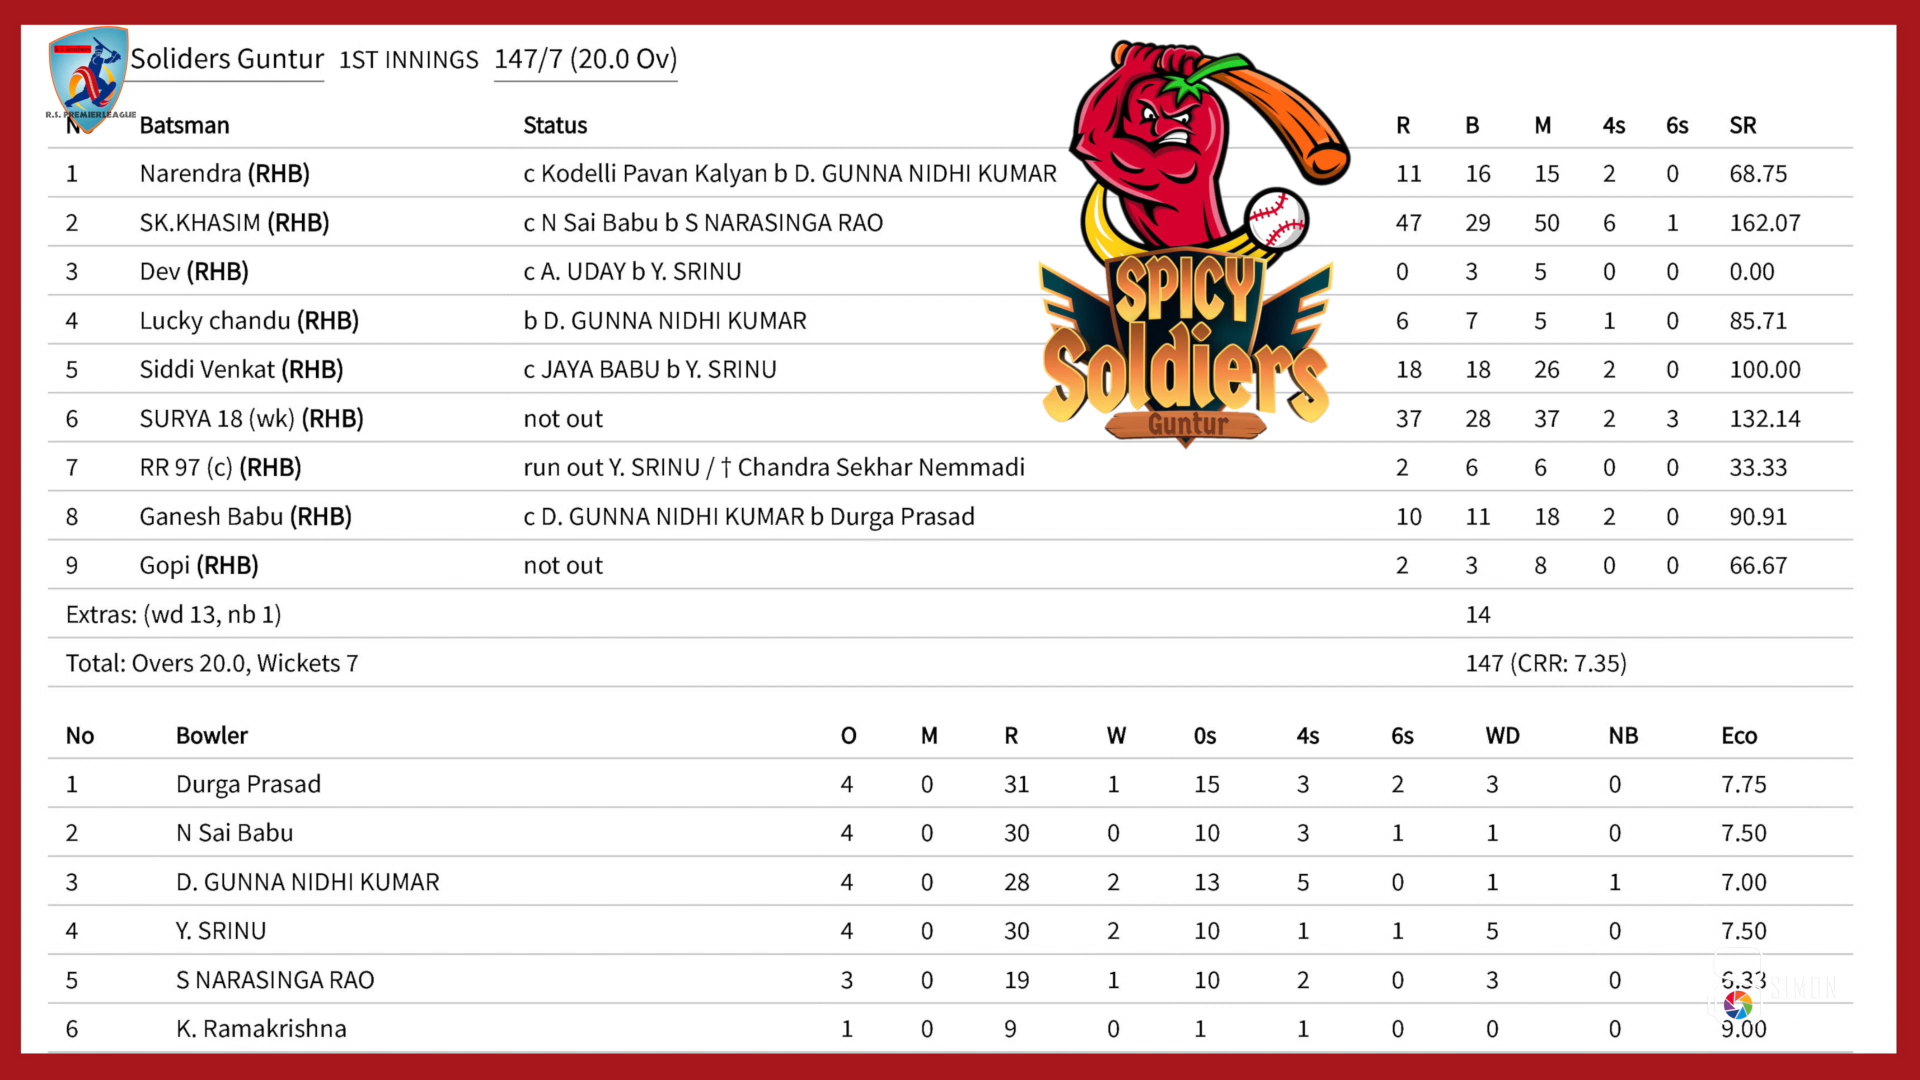 Soliders Guntur 1ST INNINGS 147/7 (20.0 Ov)
R.S. PREMIERLEAGUE
N Batsman Status R B M 4s 6s SR
1 Narendra (RHB) c Kodelli Pavan Kalyan b D. GUNNA NIDHI KUMAR 11 16 15 2 0 68.75
2 SK.KHASIM (RHB) c N Sai Babu b S NARASINGA RAO 47 29 50 6 1 162.07
3 Dev (RHB) c A. UDAY b Y. SRINU 0 3 5 0 0 0.00
4 Lucky chandu (RHB) b D. GUNNA NIDHI KUMAR 6 7 5 1 0 85.71
5 Siddi Venkat (RHB) c JAYA BABU b Y. SRINU 18 18 26 2 0 100.00
6 SURYA 18 (wk) (RHB) not out 37 28 37 2 3 132.14
7 RR 97 (c) (RHB) run out Y. SRINU / † Chandra Sekhar Nemmadi 2 6 6 0 0 33.33
8 Ganesh Babu (RHB) c D. GUNNA NIDHI KUMAR b Durga Prasad 10 11 18 2 0 90.91
9 Gopi (RHB) not out 2 3 8 0 0 66.67
Extras: (wd 13, nb 1) 14
Total: Overs 20.0, Wickets 7 147 (CRR: 7.35)
SPICY
Soldiers
Guntur
No Bowler O M R W 0s 4s 6s WD NB Eco
1 Durga Prasad 4 0 31 1 15 3 2 3 0 7.75
2 N Sai Babu 4 0 30 0 10 3 1 1 0 7.50
3 D. GUNNA NIDHI KUMAR 4 0 28 2 13 5 0 1 1 7.00
4 Y. SRINU 4 0 30 2 10 1 1 5 0 7.50
5 S NARASINGA RAO 3 0 19 1 10 2 0 3 0 6.33
6 K. Ramakrishna 1 0 9 0 1 1 0 0 0 9.00
SIMON